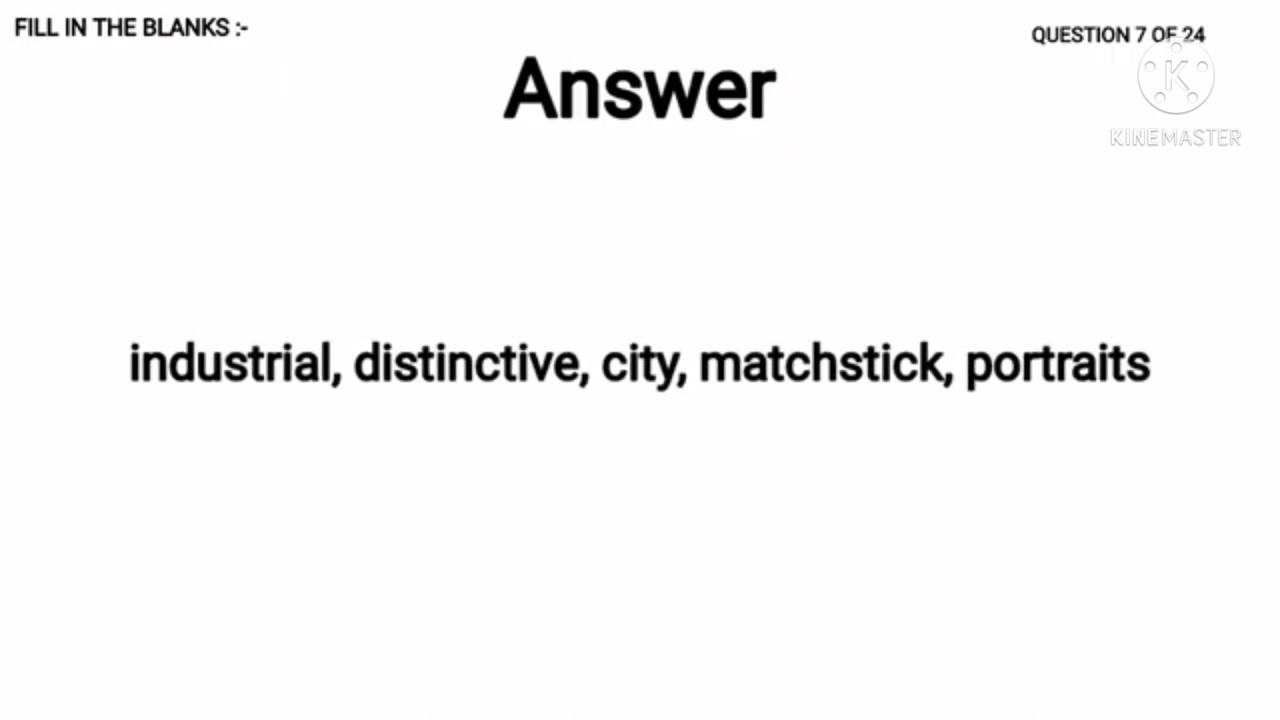 FILL IN THE BLANKS :-
QUESTION 7 OF 24
Answer
K
KINEMASTER
industrial, distinctive, city, matchstick, portraits